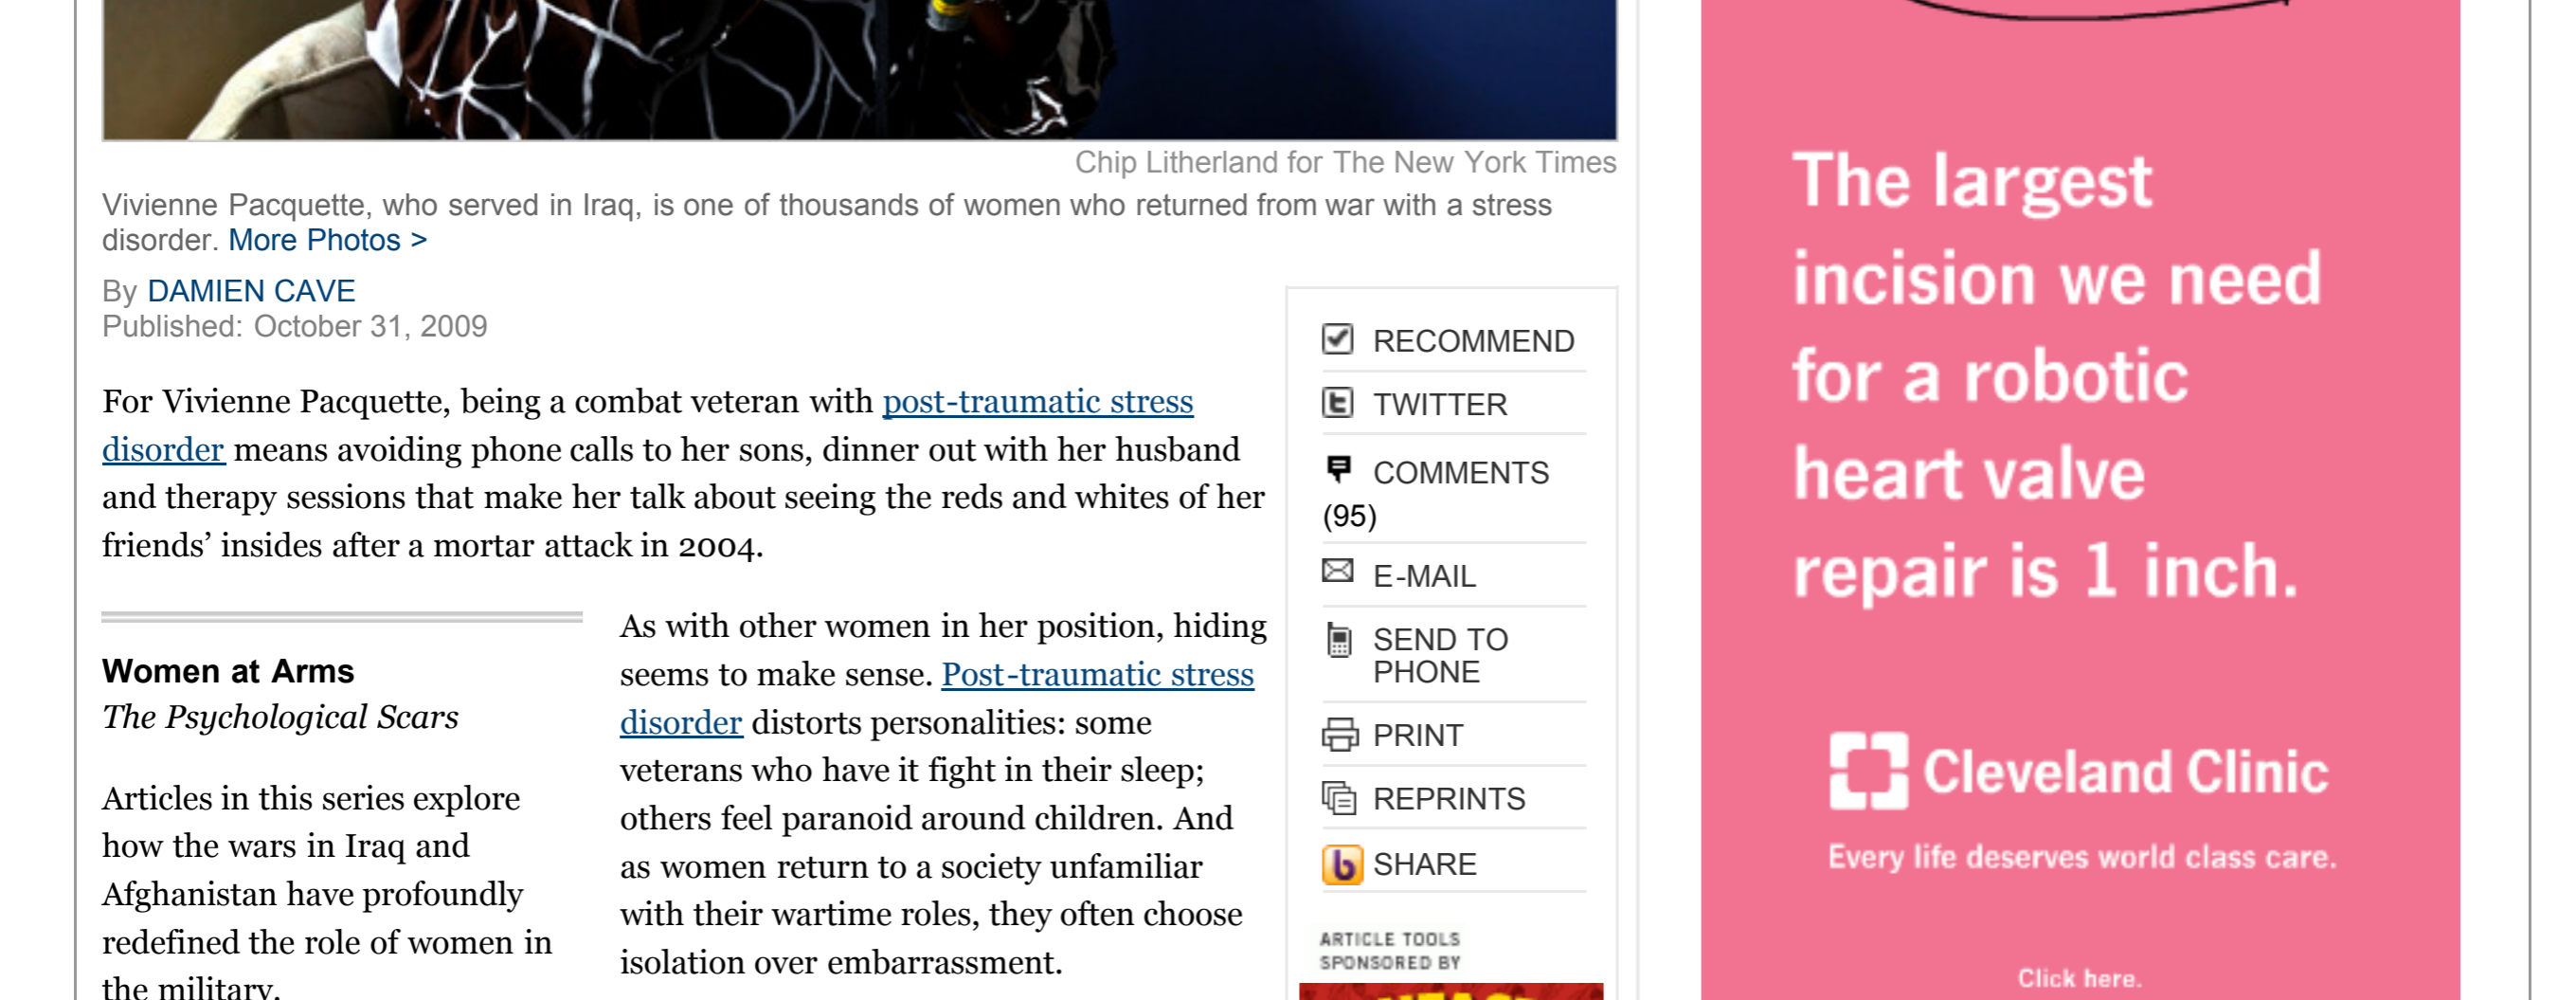 Chip Litherland for The New York Times
Vivienne Pacquette, who served in Iraq, is one of thousands of women who returned from war with a stress
disorder. More Photos >
By DAMIEN CAVE
Published: October 31, 2009
For Vivienne Pacquette, being a combat veteran with post-traumatic stress
disorder means avoiding phone calls to her sons, dinner out with her husband
and therapy sessions that make her talk about seeing the reds and whites of her
friends’ insides after a mortar attack in 2004.
Women at Arms
The Psychological Scars
Articles in this series explore
how the wars in Iraq and
Afghanistan have profoundly
redefined the role of women in
the military.
As with other women in her position, hiding
seems to make sense. Post-traumatic stress
disorder distorts personalities: some
veterans who have it fight in their sleep;
others feel paranoid around children. And
as women return to a society unfamiliar
with their wartime roles, they often choose
isolation over embarrassment.
RECOMMEND
TWITTER
COMMENTS
(95)
E-MAIL
SEND TO
PHONE
PRINT
REPRINTS
SHARE
ARTICLE TOOLS
SPONSORED BY
The largest
incision we need
for a robotic
heart valve
repair is 1 inch.
Cleveland Clinic
Every life deserves world class care.
Click here.